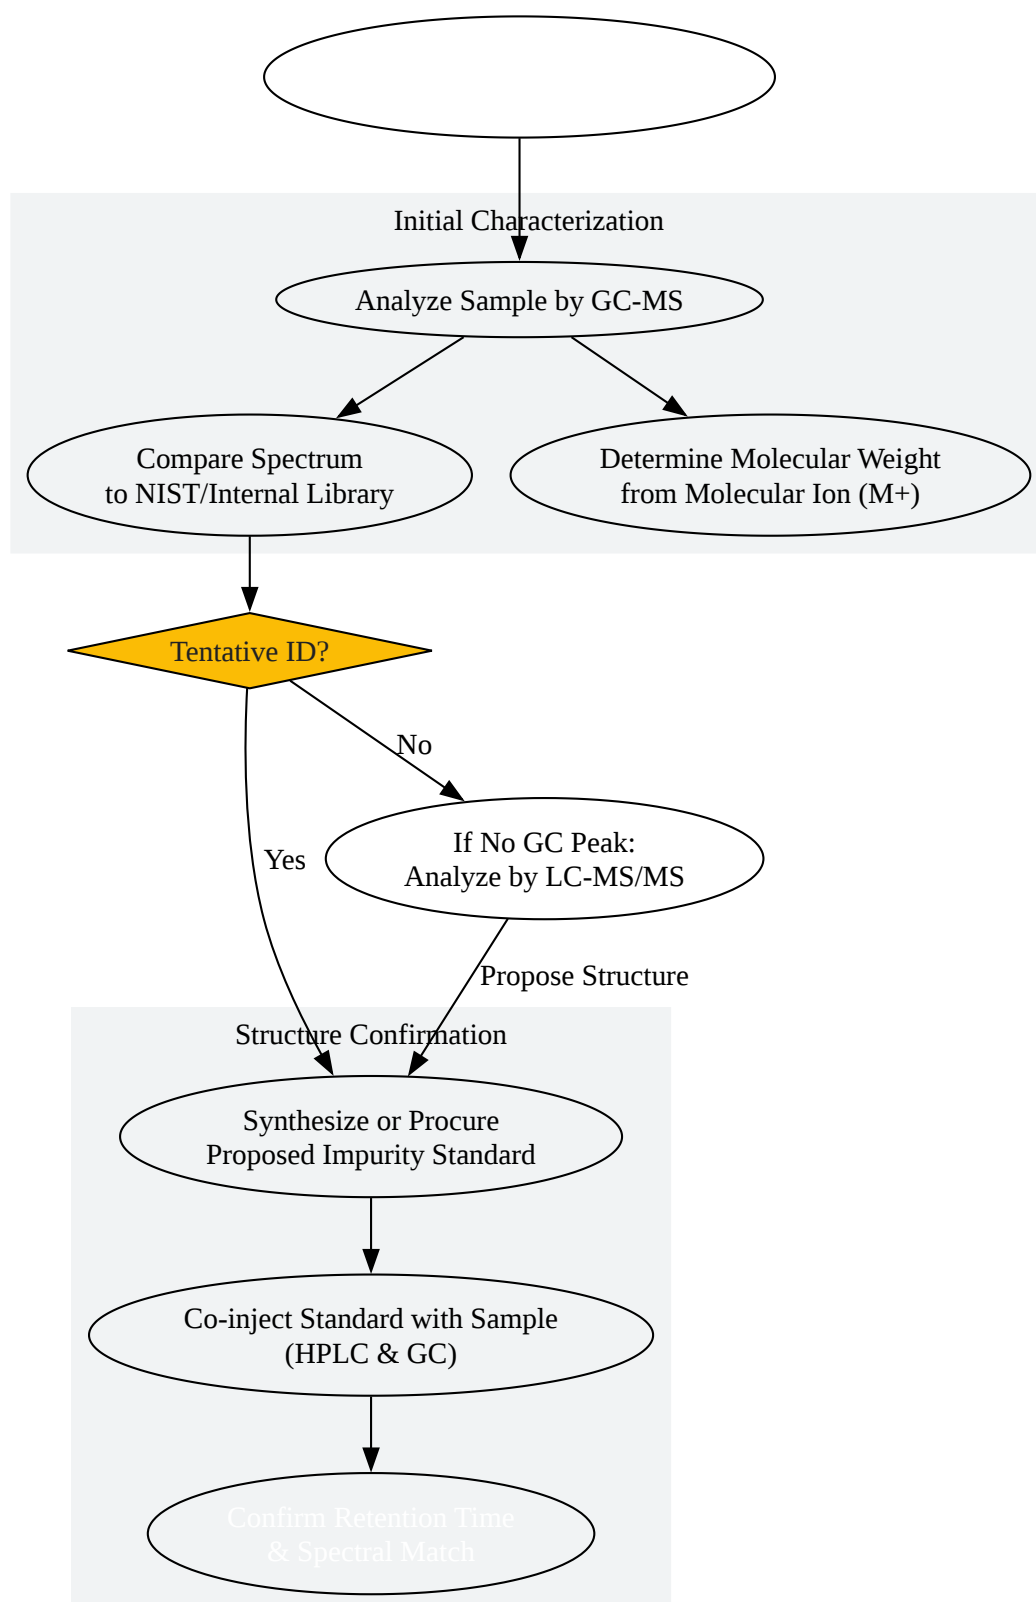 Initial Characterization
Analyze Sample by GC-MS
Compare Spectrum
to NIST/Internal Library
Determine Molecular Weight
from Molecular Ion (M+)
Tentative ID?
No
Yes
If No GC Peak:
Analyze by LC-MS/MS
Propose Structure
Structure Confirmation
Synthesize or Procure
Proposed Impurity Standard
Co-inject Standard with Sample
(HPLC & GC)
Confirm Retention Time
& Spectral Match